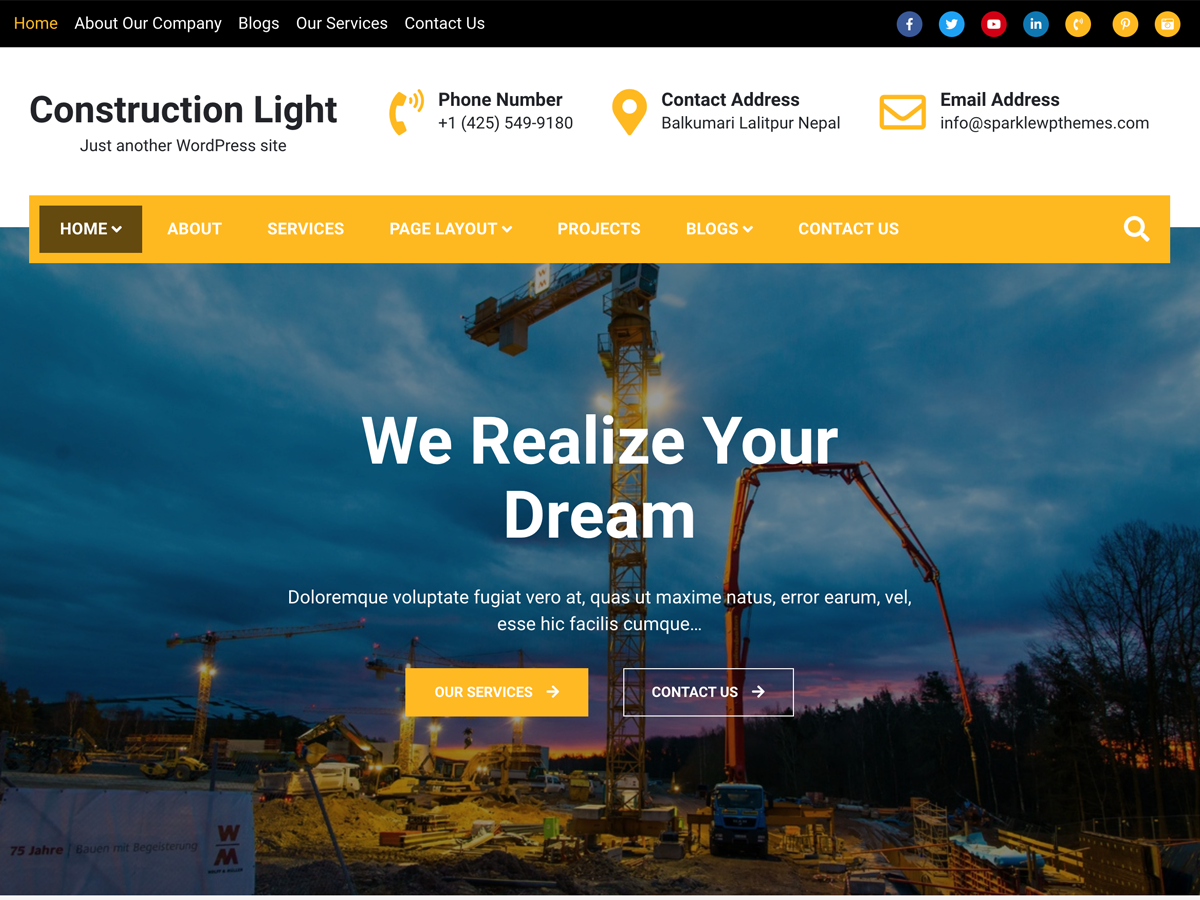 Home About Our Company Blogs Our Services Contact Us
Construction Light
Just another WordPress site
Phone Number
+1 (425) 549-9180
Contact Address
Balkumari Lalitpur Nepal
Email Address
info@sparklewpthemes.com
HOME ABOUT SERVICES PAGE LAYOUT PROJECTS BLOGS CONTACT US
We Realize Your
Dream
Doloremque voluptate fugiat vero at, quas ut maxime natus, error earum, vel,
esse hic facilis cumque...
OUR SERVICES CONTACT US
75 Jahre | Bauen mit Begeisterung
W
M